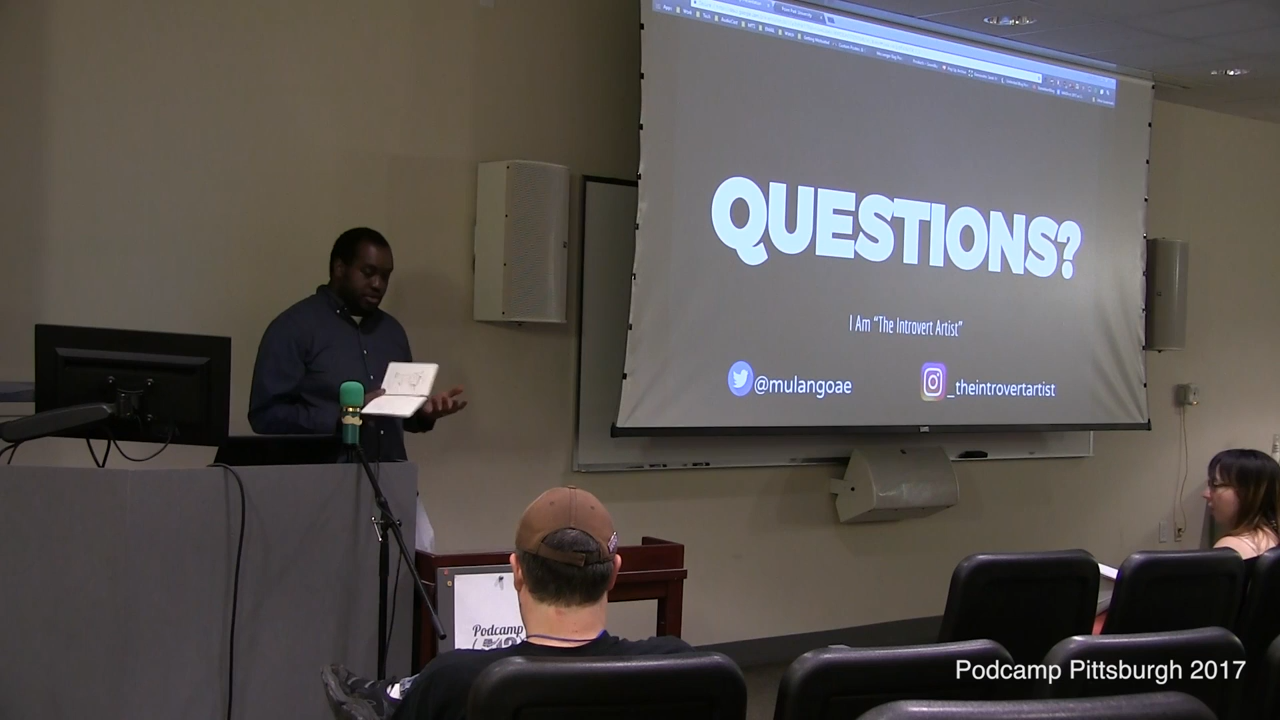 QUESTIONS?
I Am "The Introvert Artist"
@mulangoae
_theintrovertartist
Podcamp
Podcamp Pittsburgh 2017